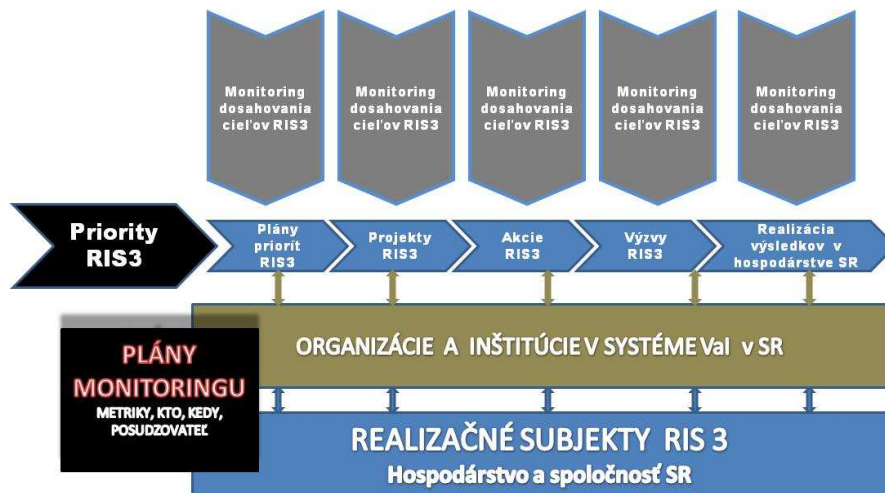 Monitoring
dosahovania
cieľov RIS3
Monitoring
dosahovania
cieľov RIS3
Monitoring
dosahovania
cieľov RIS3
Monitoring
dosahovania
cieľov RIS3
Monitoring
dosahovania
cieľov RIS3
Priority
RIS3
Plány
priorít
RIS3
Projekty
RIS3
Akcie
RIS3
Výzvy
RIS3
Realizácia
výsledkov v
hospodárstve SR
ORGANIZÁCIE A INŠTITÚCIE V SYSTÉME VaI v SR
PLÁNY
MONITORINGU
METRIKY, KTO, KEDY,
POSUDZOVATEĽ
REALIZAČNÉ SUBJEKTY RIS 3
Hospodárstvo a spoločnosť SR